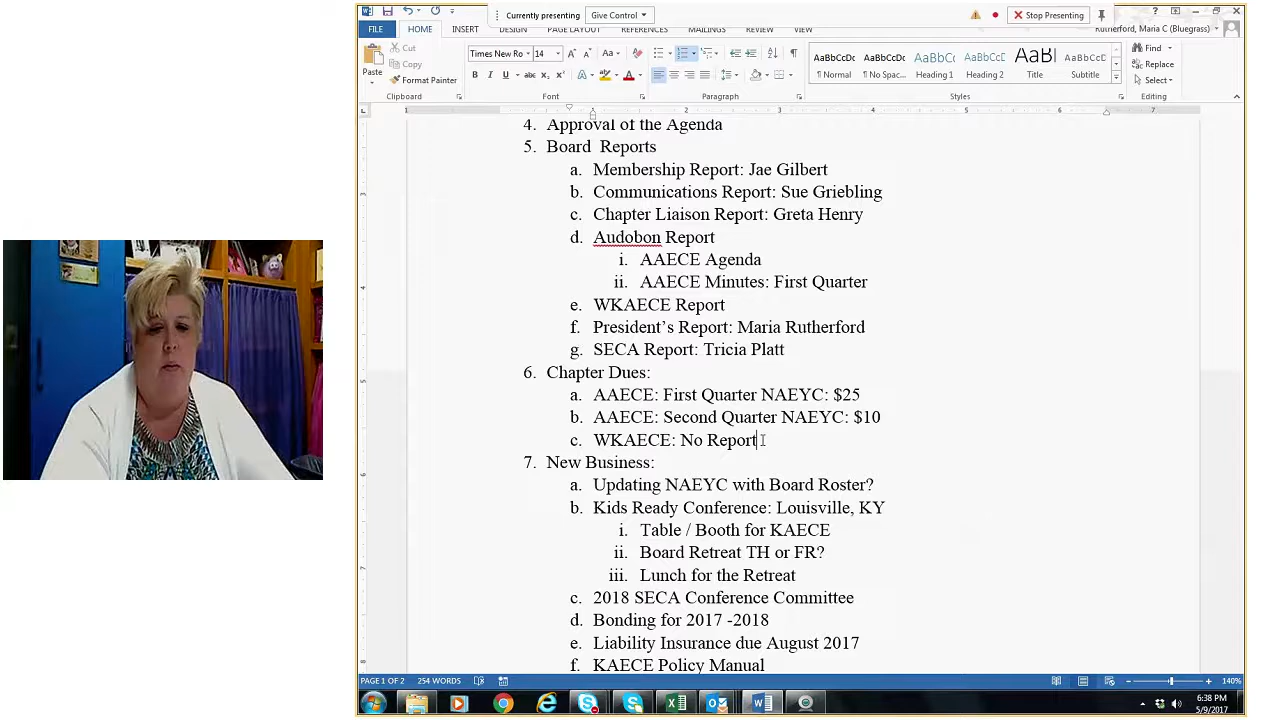 Currently presenting Give Control Stop Presenting
FILE HOME INSERT DESIGN PAGE LAYOUT REFERENCES MAILINGS REVIEW VIEW Rutherford, Maria C (Bluegrass)
Paste Cut Copy Format Painter
Times New Ro 14
AaBbCcDc AaBbCcDc AaBbC AaBbCcD AaB AaBbCcD
Normal No Spac... Heading 1 Heading 2 Title Subtitle
Find Replace Select
Clipboard Font Paragraph Styles Editing
4. Approval of the Agenda
5. Board Reports
a. Membership Report: Jae Gilbert
b. Communications Report: Sue Griebling
c. Chapter Liaison Report: Greta Henry
d. Audobon Report
i. AAECE Agenda
ii. AAECE Minutes: First Quarter
e. WKAECE Report
f. President's Report: Maria Rutherford
g. SECA Report: Tricia Platt
6. Chapter Dues:
a. AAECE: First Quarter NAEYC: $25
b. AAECE: Second Quarter NAEYC: $10
c. WKAECE: No Report
7. New Business:
a. Updating NAEYC with Board Roster?
b. Kids Ready Conference: Louisville, KY
i. Table / Booth for KAECE
ii. Board Retreat TH or FR?
iii. Lunch for the Retreat
c. 2018 SECA Conference Committee
d. Bonding for 2017 -2018
e. Liability Insurance due August 2017
f. KAECE Policy Manual
PAGE 1 OF 2 254 WORDS 140%
6:38 PM
5/9/2017